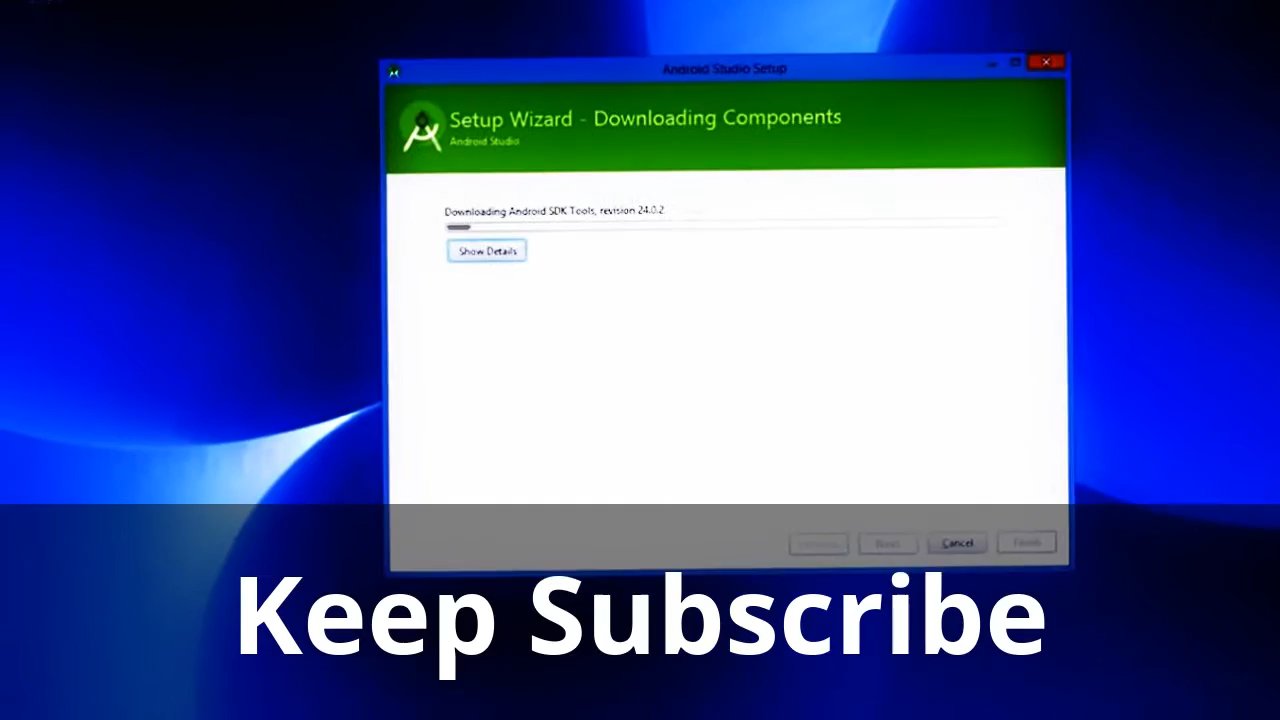 Android Studio Setup
Setup Wizard - Downloading Components
Android Studio
Downloading Android SDK Tools, revision 24.0.2
Show Details
Cancel
Finish
Keep Subscribe